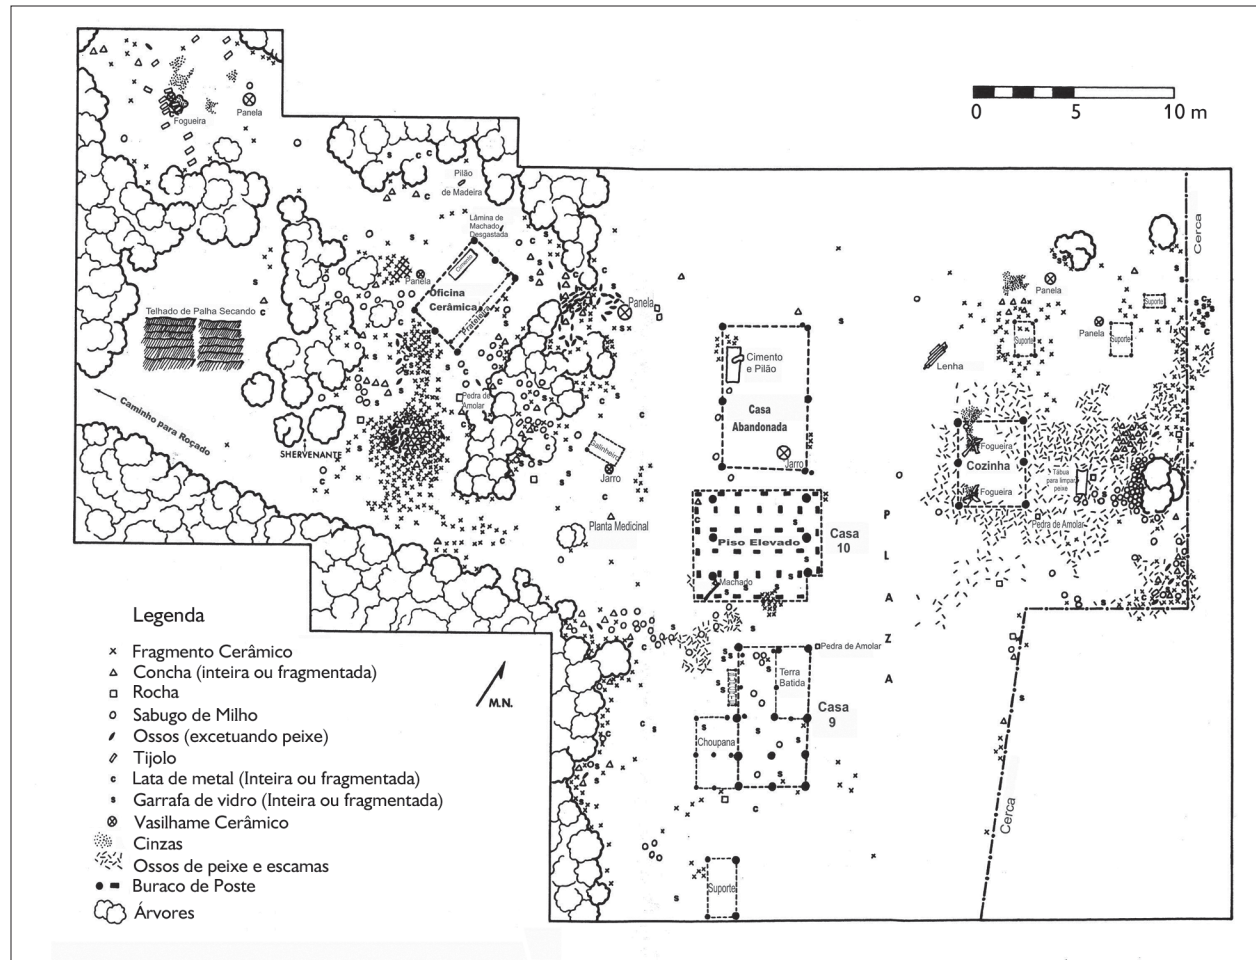 0 5 10 m
Panela
Fogueira
Pilão
de Madeira
Lâmina de
Machado
Desgastada
Cerca
Panela
Cimento
Oficina
Cerâmica
Prateleira
Panela
Panela
Suporte
Suporte
Suporte
Panela
Telhado de Palha Secando
Lenha
Cimento
e Pilão
Casa
Abandonada
Jarro
Caminho para Roçado
Pedra de
Amolar
SHERVENANTE
Banheiro
Jarro
Fogueira
Cozinha
Fogueira
Tábua
para limpar
peixe
Pedra de Amolar
Planta Medicinal
Piso Elevado
Casa
10
Machado
P
L
A
Z
A
Pedra de Amolar
Terra
Batida
Casa
9
Choupana
Suporte
Cerca
M.N.
Legenda
x Fragmento Cerâmico
Concha (inteira ou fragmentada)
Rocha
Sabugo de Milho
Ossos (excetuando peixe)
Tijolo
c Lata de metal (Inteira ou fragmentada)
s Garrafa de vidro (Inteira ou fragmentada)
Vasilhame Cerâmico
Cinzas
Ossos de peixe e escamas
Buraco de Poste
Árvores